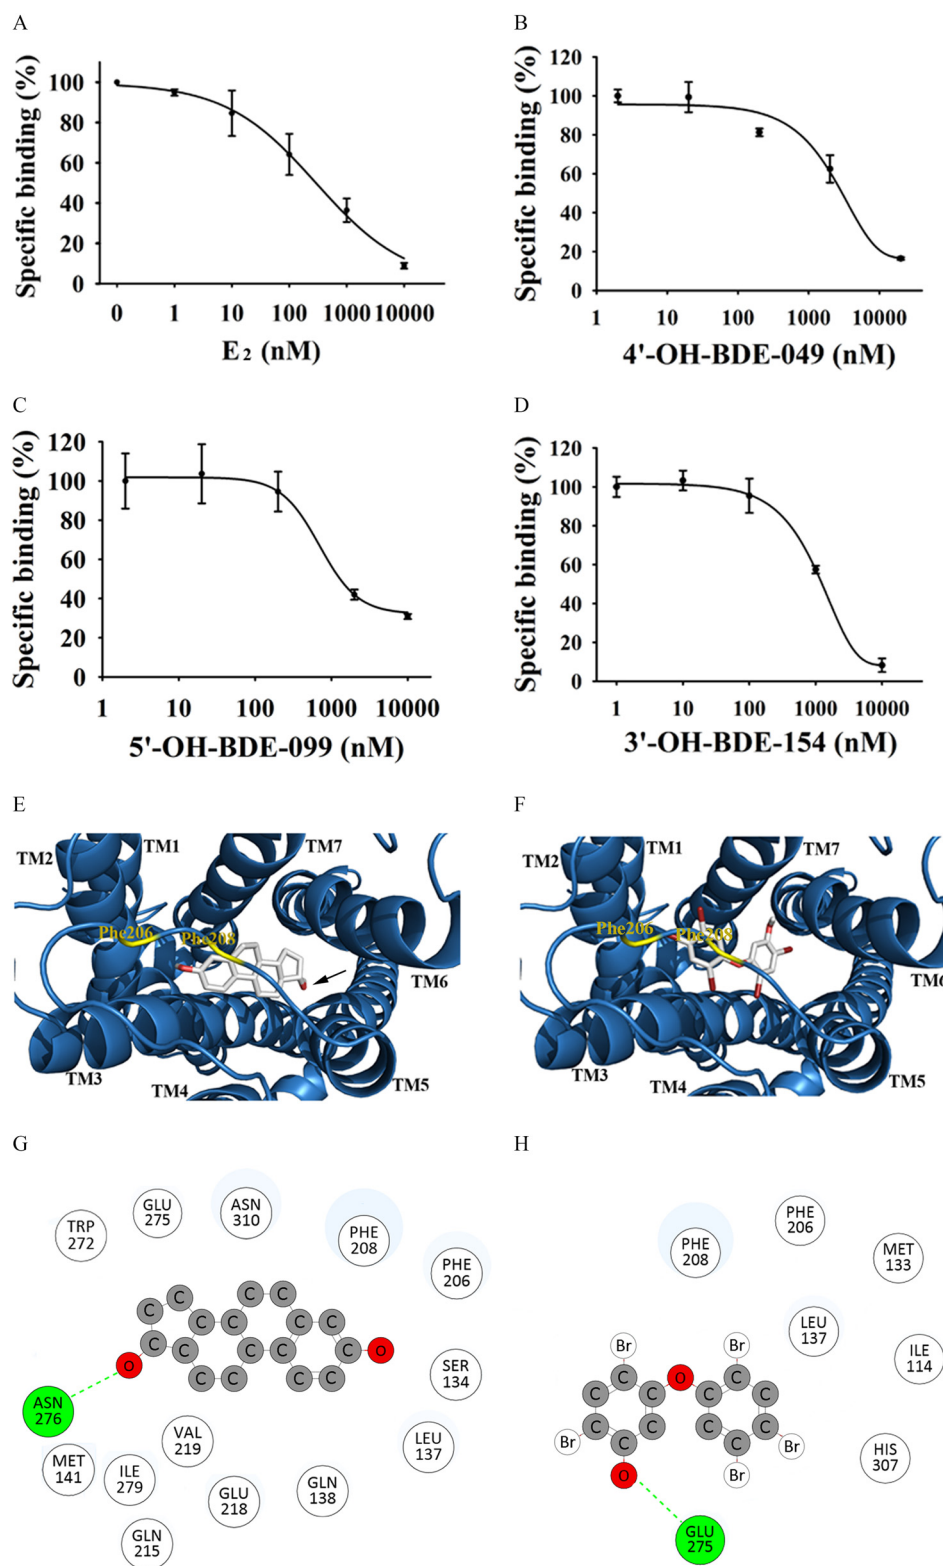 A
Specific binding (%)
100
80
60
40
20
0
0 1 10 100 1000 10000
E2 (nM)
B
Specific binding (%)
120
100
80
60
40
20
0
1 10 100 1000 10000
4'-OH-BDE-049 (nM)
C
Specific binding (%)
120
100
80
60
40
20
0
1 10 100 1000 10000
5'-OH-BDE-099 (nM)
D
Specific binding (%)
120
100
80
60
40
20
0
1 10 100 1000 10000
3'-OH-BDE-154 (nM)
E
TM2 TM1 TM7
Phe206 Phe208
TM6
TM3 TM4 TM5
F
TM2 TM1 TM7
Phe206 Phe208
TM6
TM3 TM4 TM5
G
TRP
272
GLU
275
ASN
310
PHE
208
PHE
206
SER
134
LEU
137
GLN
138
GLU
218
VAL
219
ILE
279
GLN
215
MET
141
ASN
276
C C C C
C C C C C
C C C C C O
O C C C C
H
PHE
208
PHE
206
MET
133
LEU
137
ILE
114
HIS
307
GLU
275
Br Br
C O C
C C C C
Br C C C C Br
C C
O Br